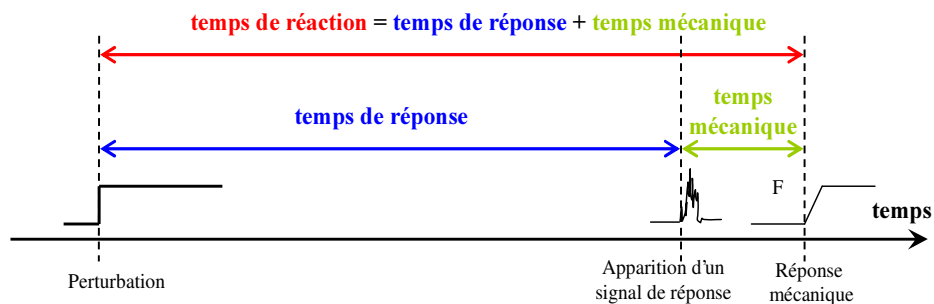 temps de réaction = temps de réponse + temps mécanique
temps de réponse
temps
mécanique
F
temps
Perturbation
Apparition d'un
signal de réponse
Réponse
mécanique